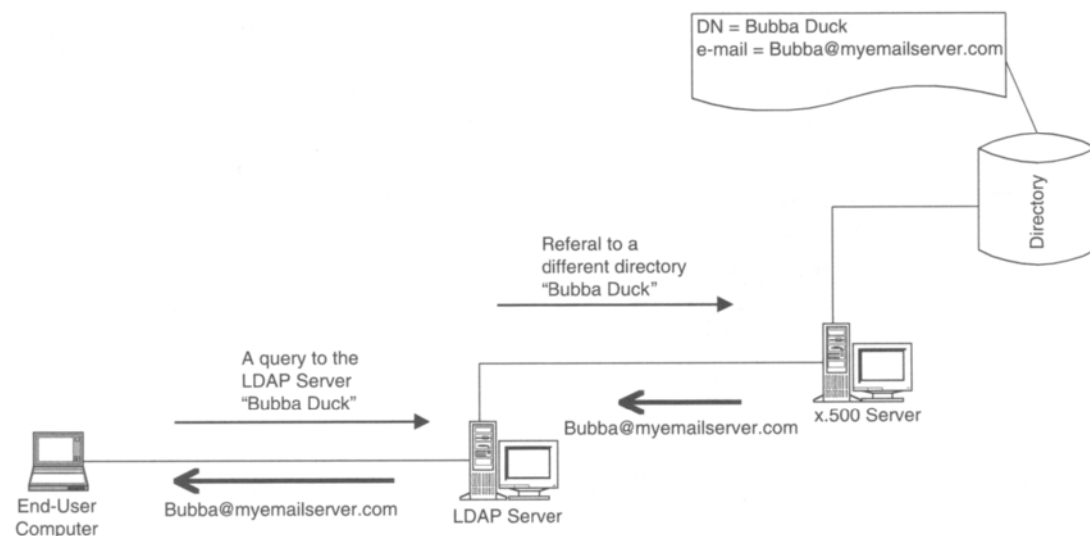 DN = Bubba Duck
e-mail = Bubba@myemailserver.com
Directory
Referal to a
different directory
“Bubba Duck”
A query to the
LDAP Server
“Bubba Duck”
x.500 Server
Bubba@myemailserver.com
End-User
Computer
Bubba@myemailserver.com
LDAP Server